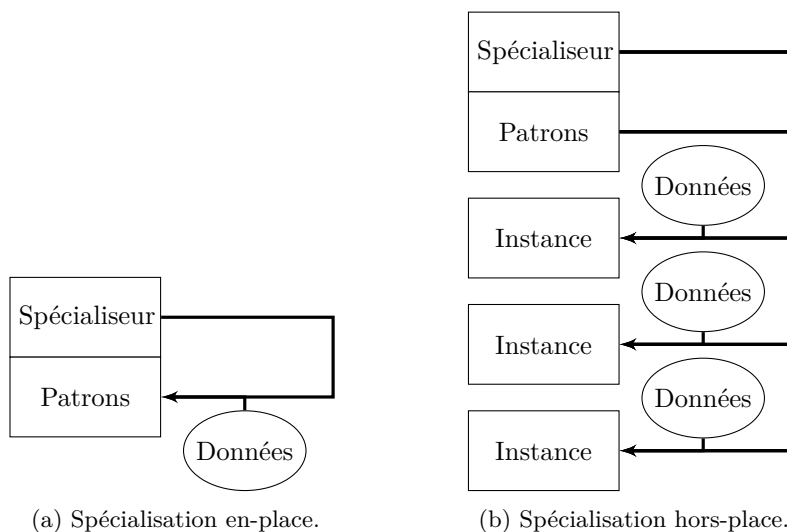 Spécialiseur
Patrons
Données
(a) Spécialisation en-place.
Spécialiseur
Patrons
Données
Instance
Données
Instance
Données
Instance
(b) Spécialisation hors-place.